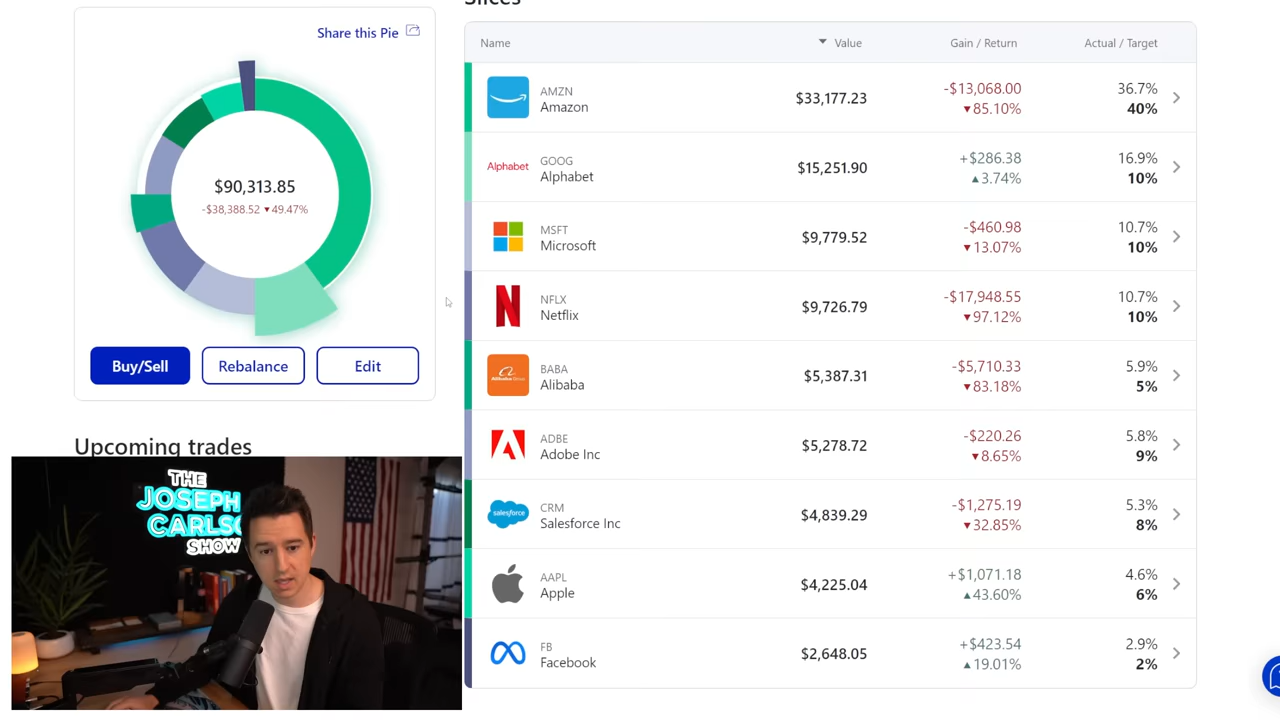 Slices
Share this Pie
$90,313.85
-$38,388.52 ▼49.47%
Buy/Sell
Rebalance
Edit
Upcoming trades
THE
JOSEPH
CARLSO
SHOW
Name
▼ Value
Gain / Return
Actual / Target
AMZN
Amazon
$33,177.23
-$13,068.00
▼85.10%
36.7%
40%
Alphabet
GOOG
Alphabet
$15,251.90
+$286.38
▲3.74%
16.9%
10%
MSFT
Microsoft
$9,779.52
-$460.98
▼13.07%
10.7%
10%
NFLX
Netflix
$9,726.79
-$17,948.55
▼97.12%
10.7%
10%
BABA
Alibaba
$5,387.31
-$5,710.33
▼83.18%
5.9%
5%
ADBE
Adobe Inc
$5,278.72
-$220.26
▼8.65%
5.8%
9%
salesforce
CRM
Salesforce Inc
$4,839.29
-$1,275.19
▼32.85%
5.3%
8%
AAPL
Apple
$4,225.04
+$1,071.18
▲43.60%
4.6%
6%
FB
Facebook
$2,648.05
+$423.54
▲19.01%
2.9%
2%